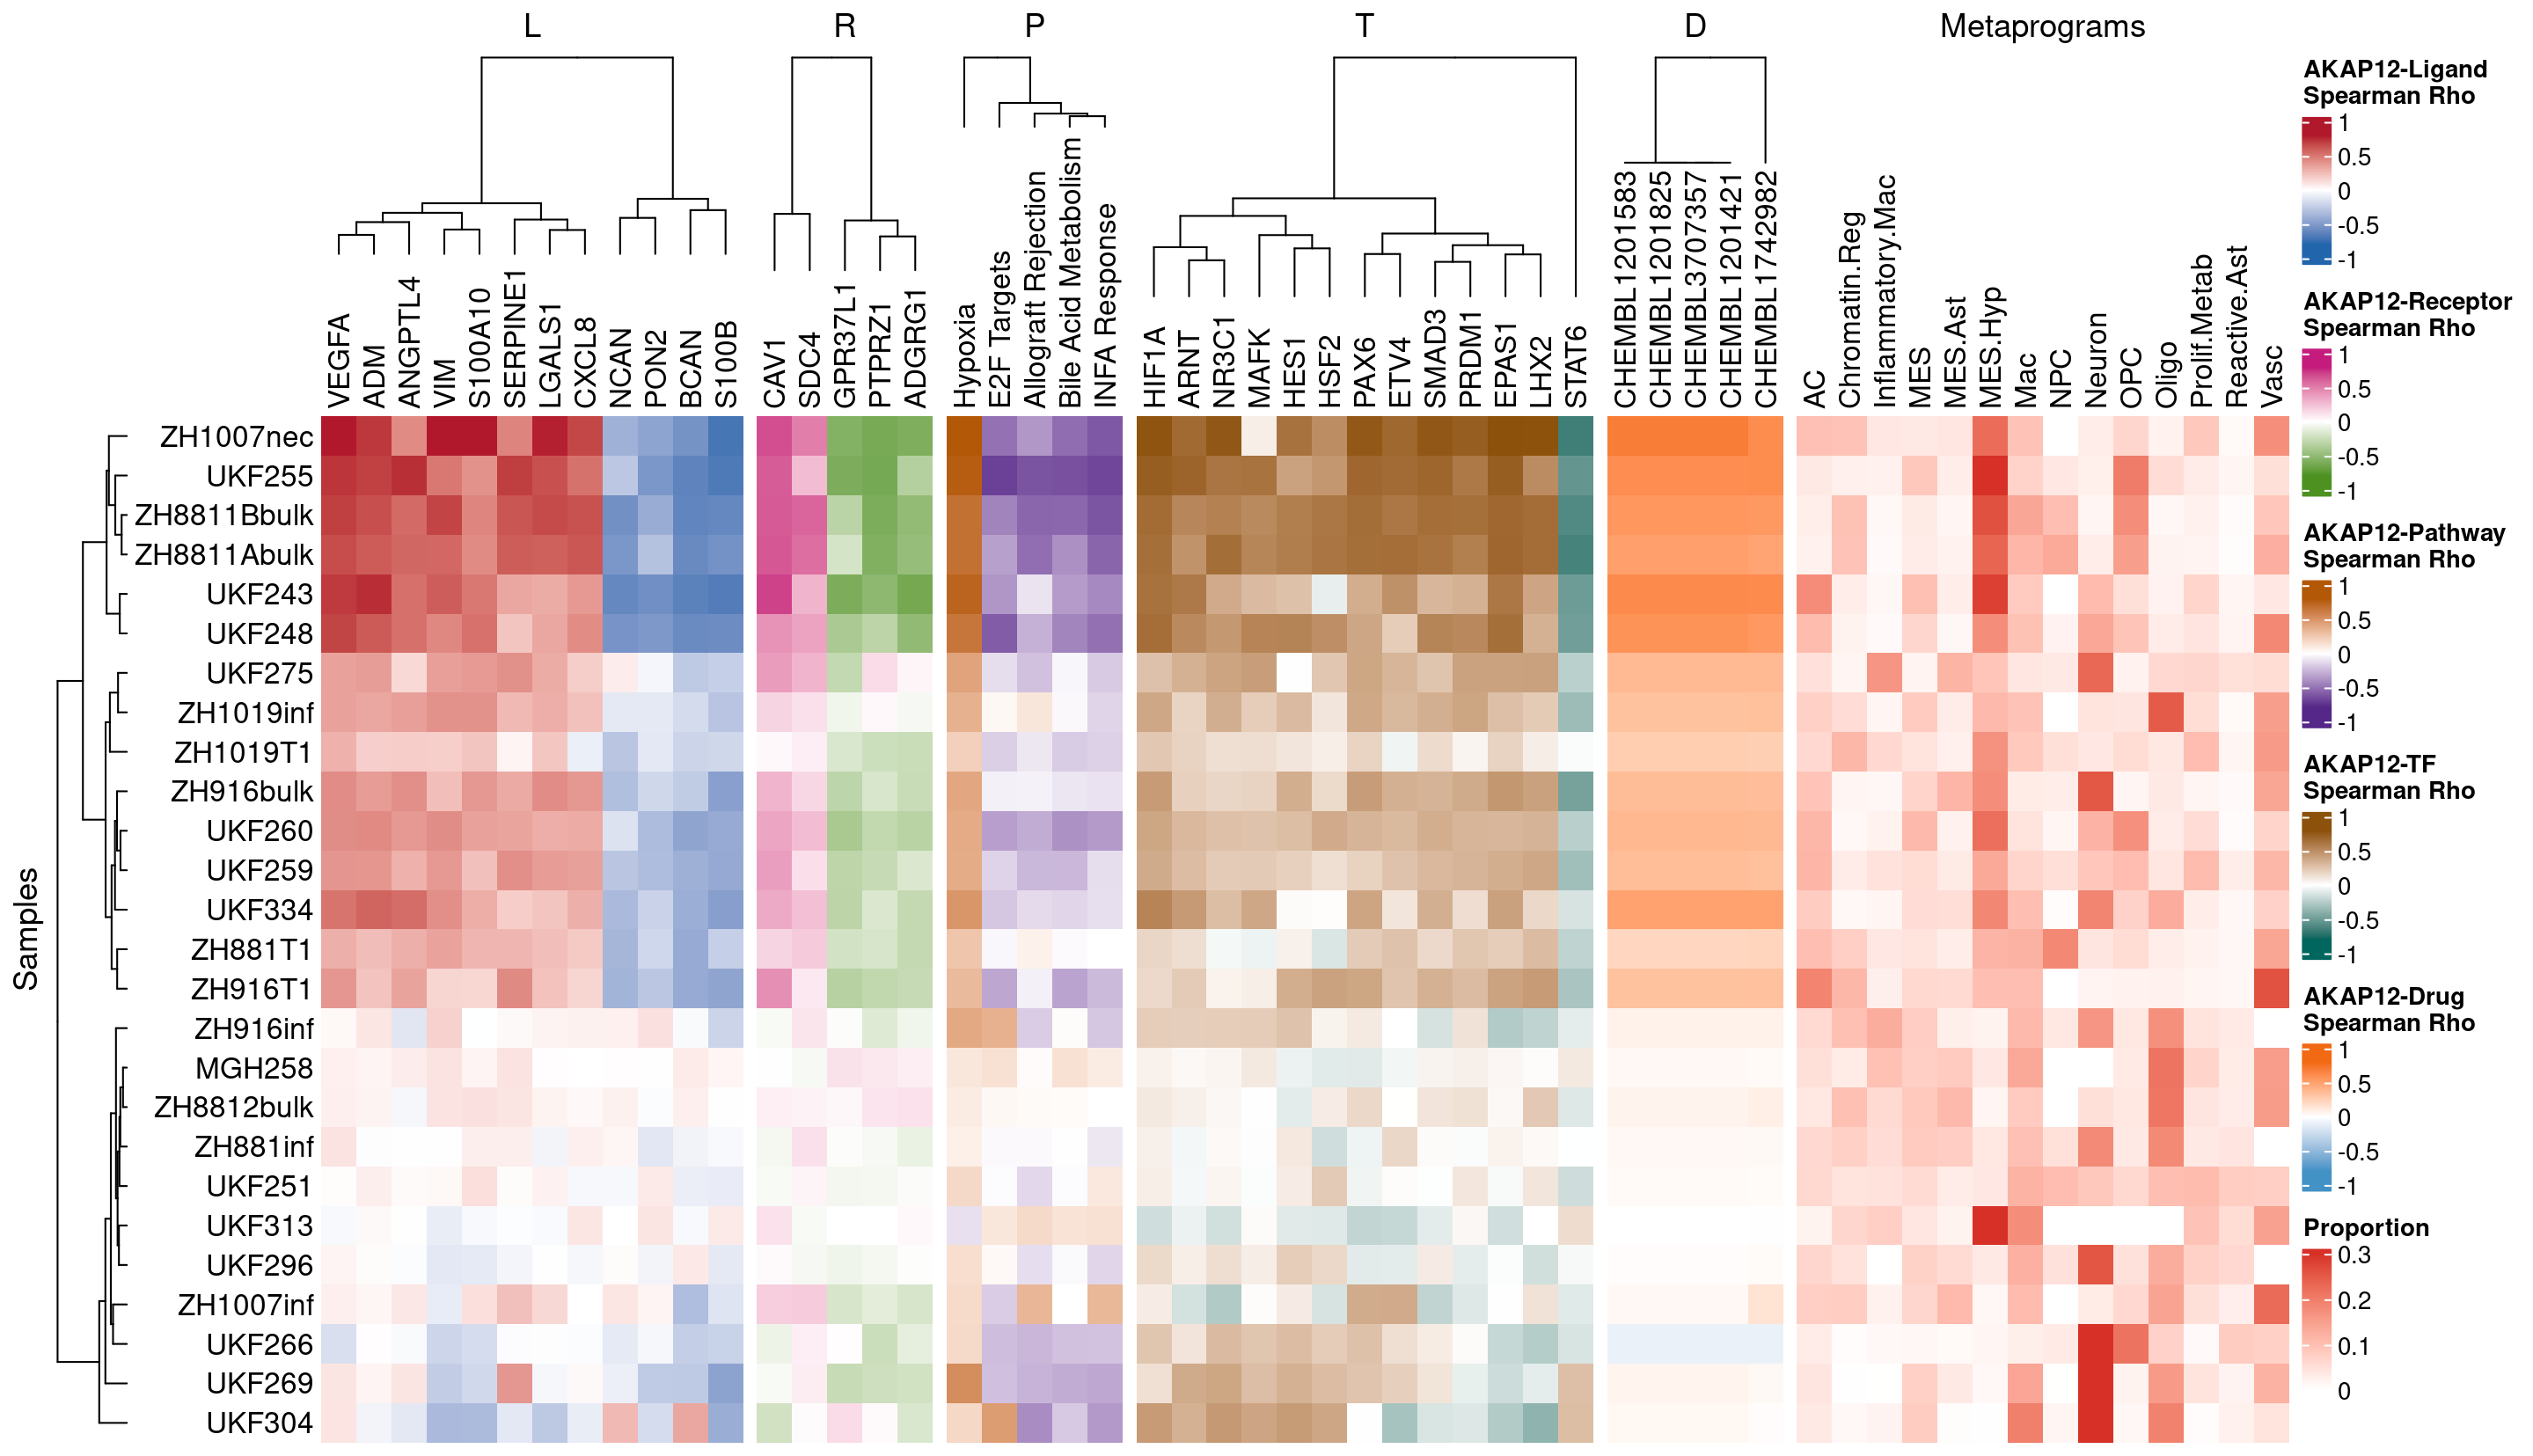 L R P T D Metaprograms
VEGFA
ADM
ANGPTL4
VIM
S100A10
SERPINE1
LGALS1
CXCL8
NCAN
PON2
BCAN
S100B
CAV1
SDC4
GPR37L1
PTPRZ1
ADGRG1
Hypoxia
E2F Targets
Allograft Rejection
Bile Acid Metabolism
INFA Response
HIF1A
ARNT
NR3C1
MAFK
HES1
HSF2
PAX6
ETV4
SMAD3
PRDM1
EPAS1
LHX2
STAT6
CHEMBL1201583
CHEMBL1201825
CHEMBL3707357
CHEMBL1201421
CHEMBL1742982
AC
Chromatin.Reg
Inflammatory.Mac
MES
MES.Ast
MES.Hyp
Mac
NPC
Neuron
OPC
Oligo
Prolif.Metab
Reactive.Ast
Vasc
Samples
ZH1007nec
UKF255
ZH8811Bbulk
ZH8811Abulk
UKF243
UKF248
UKF275
ZH1019inf
ZH1019T1
ZH916bulk
UKF260
UKF259
UKF334
ZH881T1
ZH916T1
ZH916inf
MGH258
ZH8812bulk
ZH881inf
UKF251
UKF313
UKF296
ZH1007inf
UKF266
UKF269
UKF304
AKAP12-Ligand
Spearman Rho
1
0.5
0
-0.5
-1
AKAP12-Receptor
Spearman Rho
1
0.5
0
-0.5
-1
AKAP12-Pathway
Spearman Rho
1
0.5
0
-0.5
-1
AKAP12-TF
Spearman Rho
1
0.5
0
-0.5
-1
AKAP12-Drug
Spearman Rho
1
0.5
0
-0.5
-1
Proportion
0.3
0.2
0.1
0